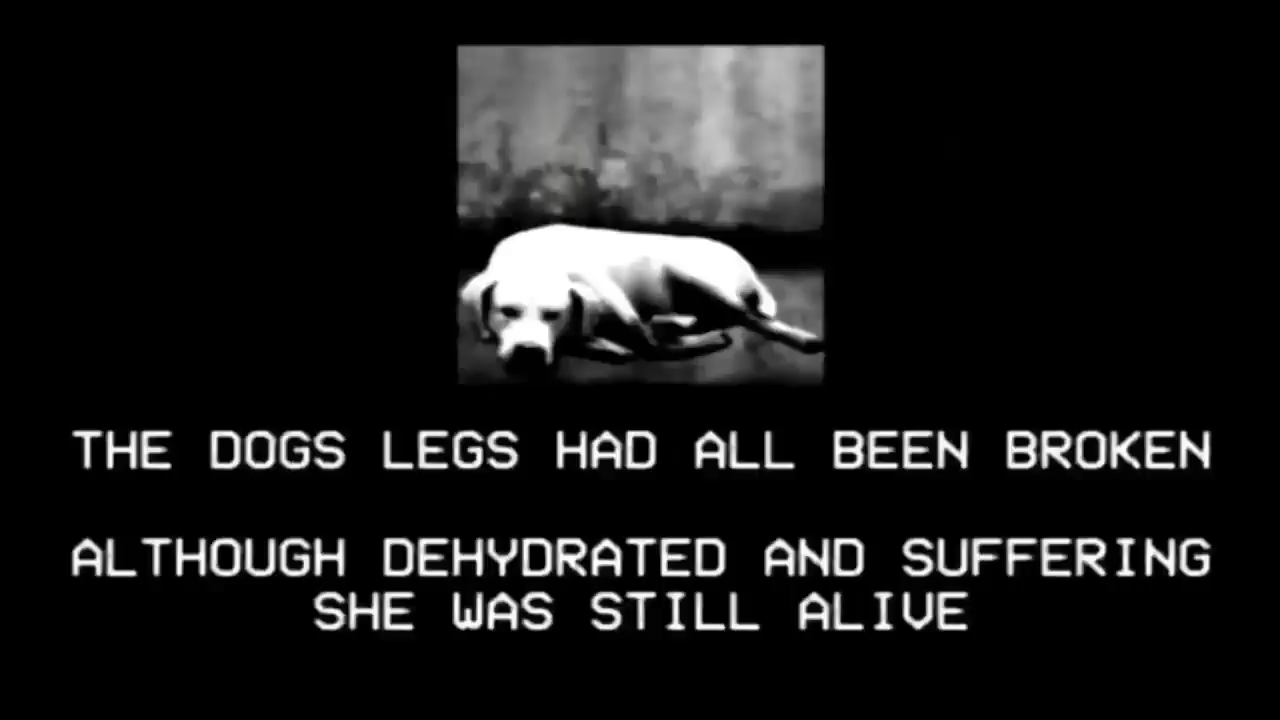 THE DOGS LEGS HAD ALL BEEN BROKEN
ALTHOUGH DEHYDRATED AND SUFFERING
SHE WAS STILL ALIVE